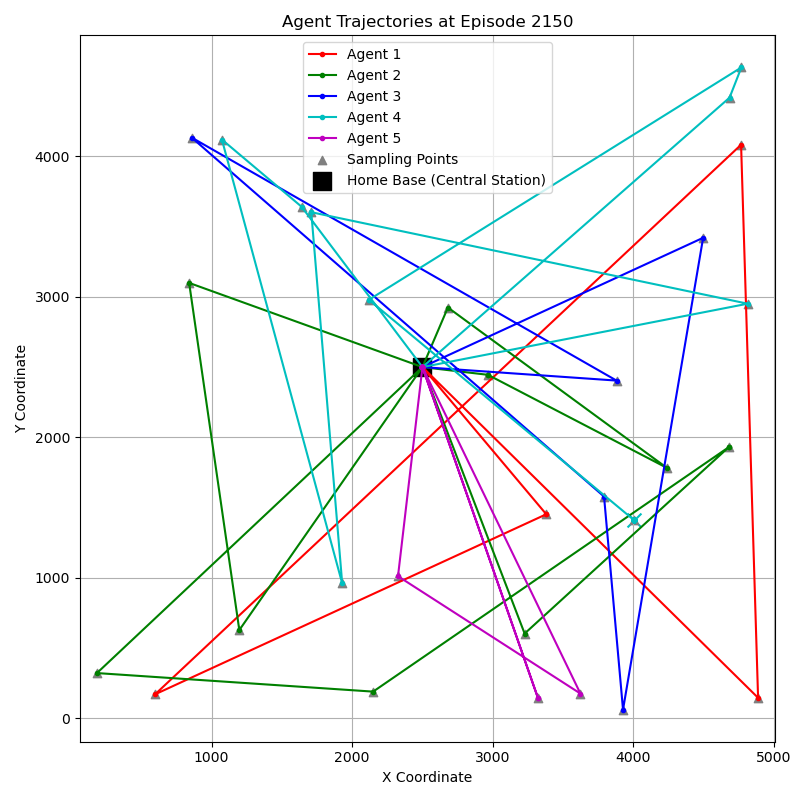 Agent Trajectories at Episode 2150
Agent 1
Agent 2
Agent 3
Agent 4
Agent 5
Sampling Points
Home Base (Central Station)
Y Coordinate
4000
3000
2000
1000
0
1000
2000
3000
4000
5000
X Coordinate